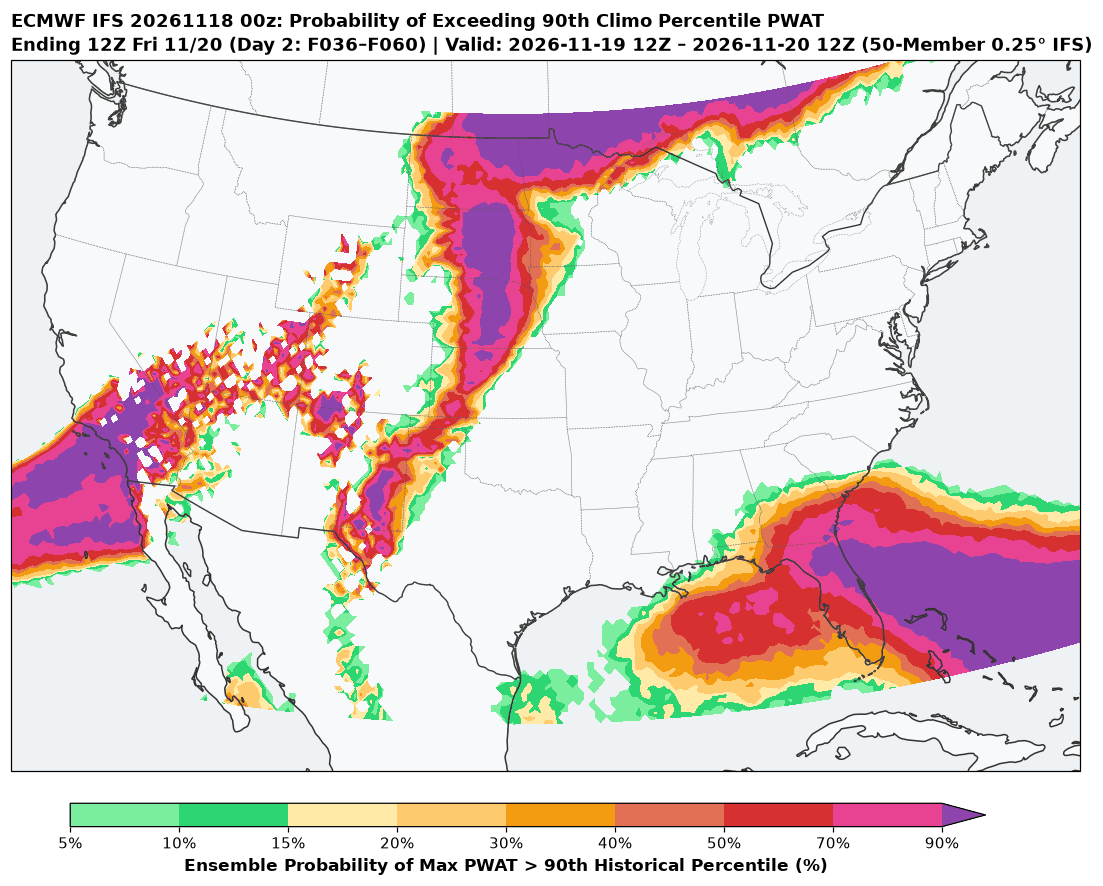 ECMWF IFS 20261118 00z: Probability of Exceeding 90th Climo Percentile PWAT
Ending 12Z Fri 11/20 (Day 2: F036–F060) | Valid: 2026-11-19 12Z – 2026-11-20 12Z (50-Member 0.25° IFS)
5% 10% 15% 20% 30% 40% 50% 70% 90%
Ensemble Probability of Max PWAT > 90th Historical Percentile (%)